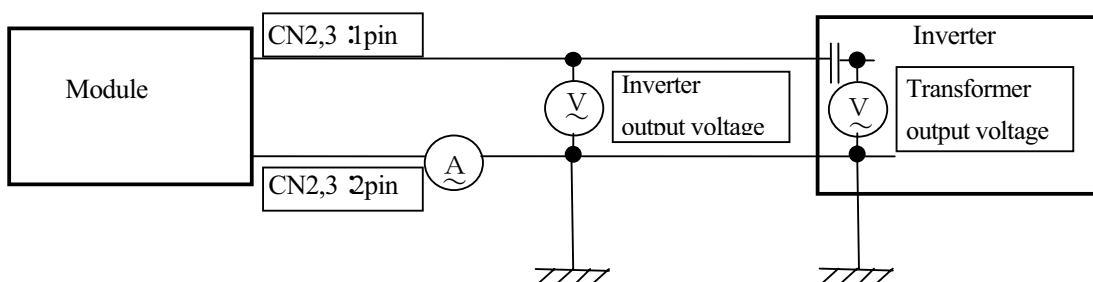 CN2,3 :1pin
Inverter
Module
V
Inverter
output voltage
V
Transformer
output voltage
A
CN2,3 :2pin